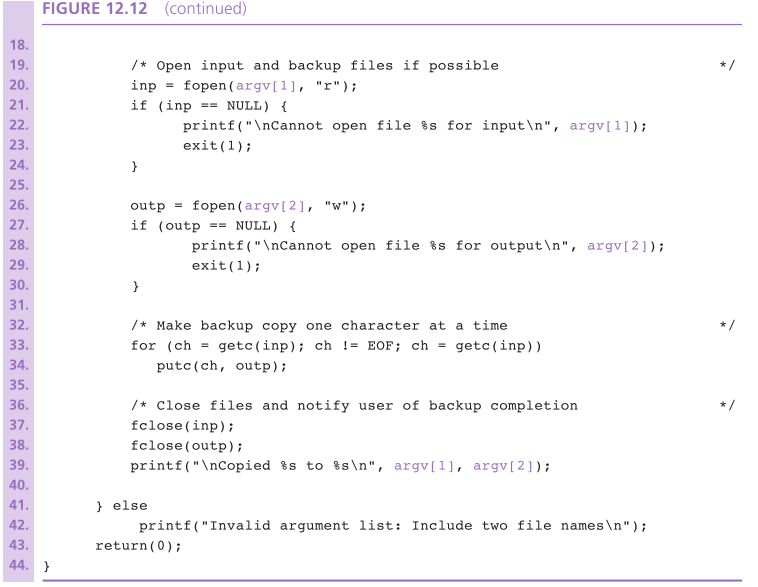 FIGURE 12.12 (continued)
18.
19. /* Open input and backup files if possible */
20. inp = fopen(argv[1], "r");
21. if (inp == NULL) {
22. printf("\nCannot open file %s for input\n", argv[1]);
23. exit(1);
24. }
25.
26. outp = fopen(argv[2], "w");
27. if (outp == NULL) {
28. printf("\nCannot open file %s for output\n", argv[2]);
29. exit(1);
30. }
31.
32. /* Make backup copy one character at a time */
33. for (ch = getc(inp); ch != EOF; ch = getc(inp))
34. putc(ch, outp);
35.
36. /* Close files and notify user of backup completion */
37. fclose(inp);
38. fclose(outp);
39. printf("\nCopied %s to %s\n", argv[1], argv[2]);
40.
41. } else
42. printf("Invalid argument list: Include two file names\n");
43. return(0);
44. }